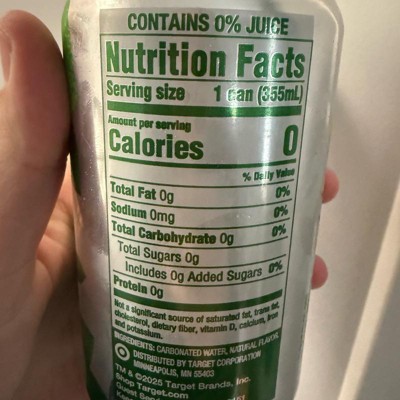 CONTAINS 0% JUICE
Nutrition Facts
Serving size 1 can (355mL)
Amount per serving
Calories 0
% Daily Value
Total Fat 0g 0%
Sodium 0mg 0%
Total Carbohydrate 0g 0%
Total Sugars 0g
Includes 0g Added Sugars 0%
Protein 0g
Not a significant source of saturated fat, trans fat,
cholesterol, dietary fiber, vitamin D, calcium, iron
and potassium.
INGREDIENTS: CARBONATED WATER, NATURAL FLAVOR.
DISTRIBUTED BY TARGET CORPORATION
MINNEAPOLIS, MN 55403
TM & ©2025 Target Brands, Inc.
Shop Target.com